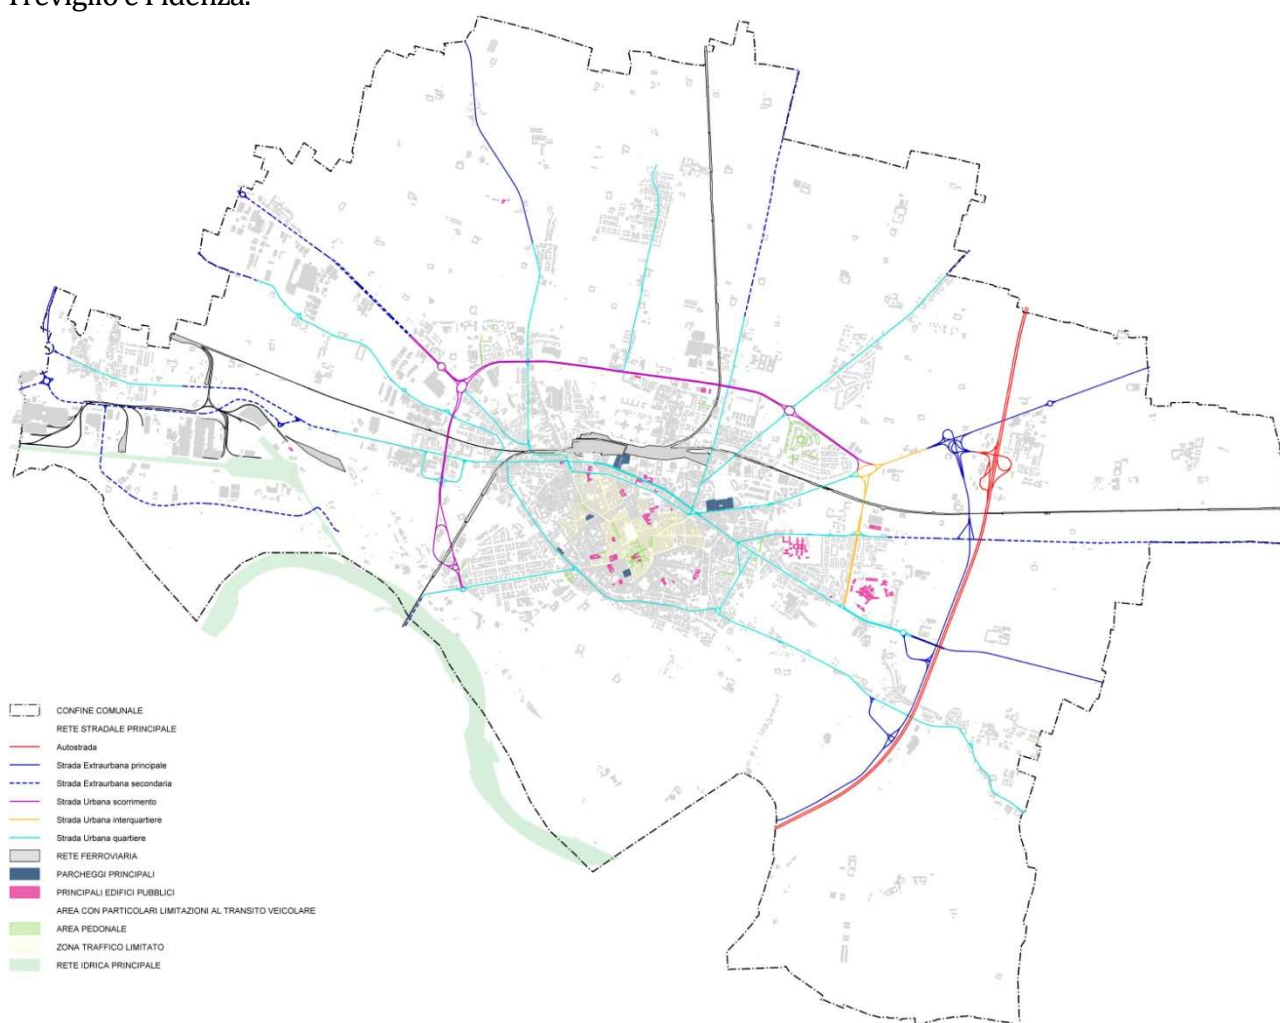 Treviglio e Fidenza.
CONFINE COMUNALE
RETE STRADALE PRINCIPALE
Autostrada
Strada Extraurbana principale
Strada Extraurbana secondaria
Strada Urbana scorrimento
Strada Urbana interquartiere
Strada Urbana quartiere
RETE FERROVIARIA
PARCHEGGI PRINCIPALI
PRINCIPALI EDIFICI PUBBLICI
AREA CON PARTICOLARI LIMITAZIONI AL TRANSITO VEICOLARE
AREA PEDONALE
ZONA TRAFFICO LIMITATO
RETE IDRICA PRINCIPALE